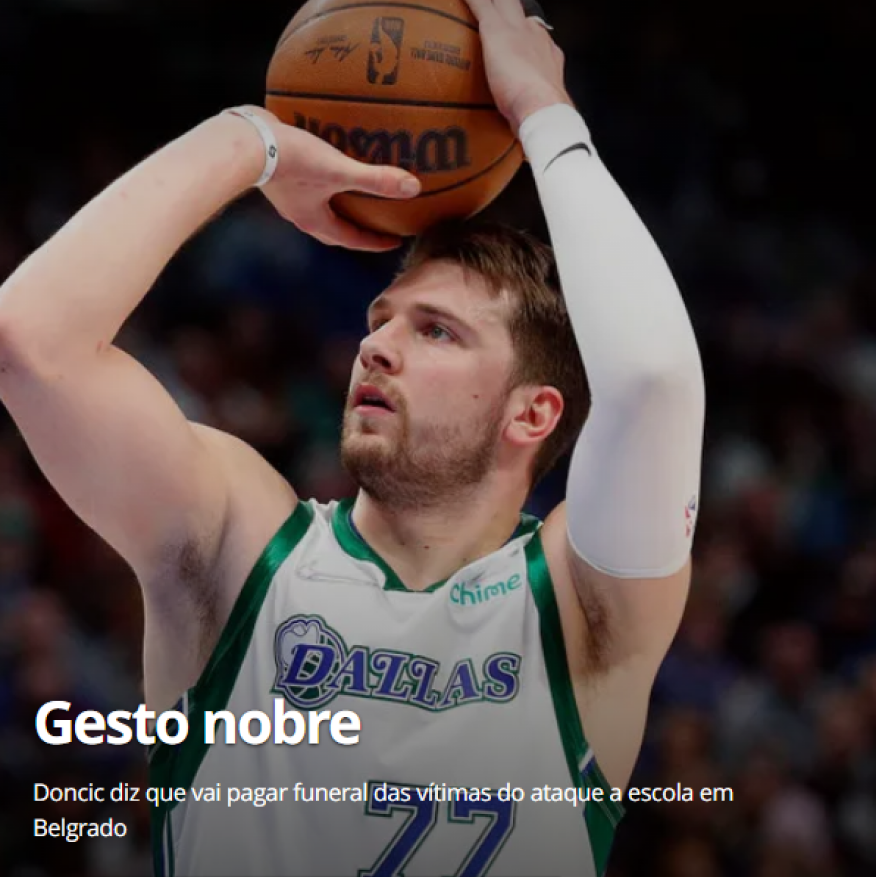 Wilson
Chime
DALLAS
77
Gesto nobre
Doncic diz que vai pagar funeral das vítimas do ataque a escola em
Belgrado